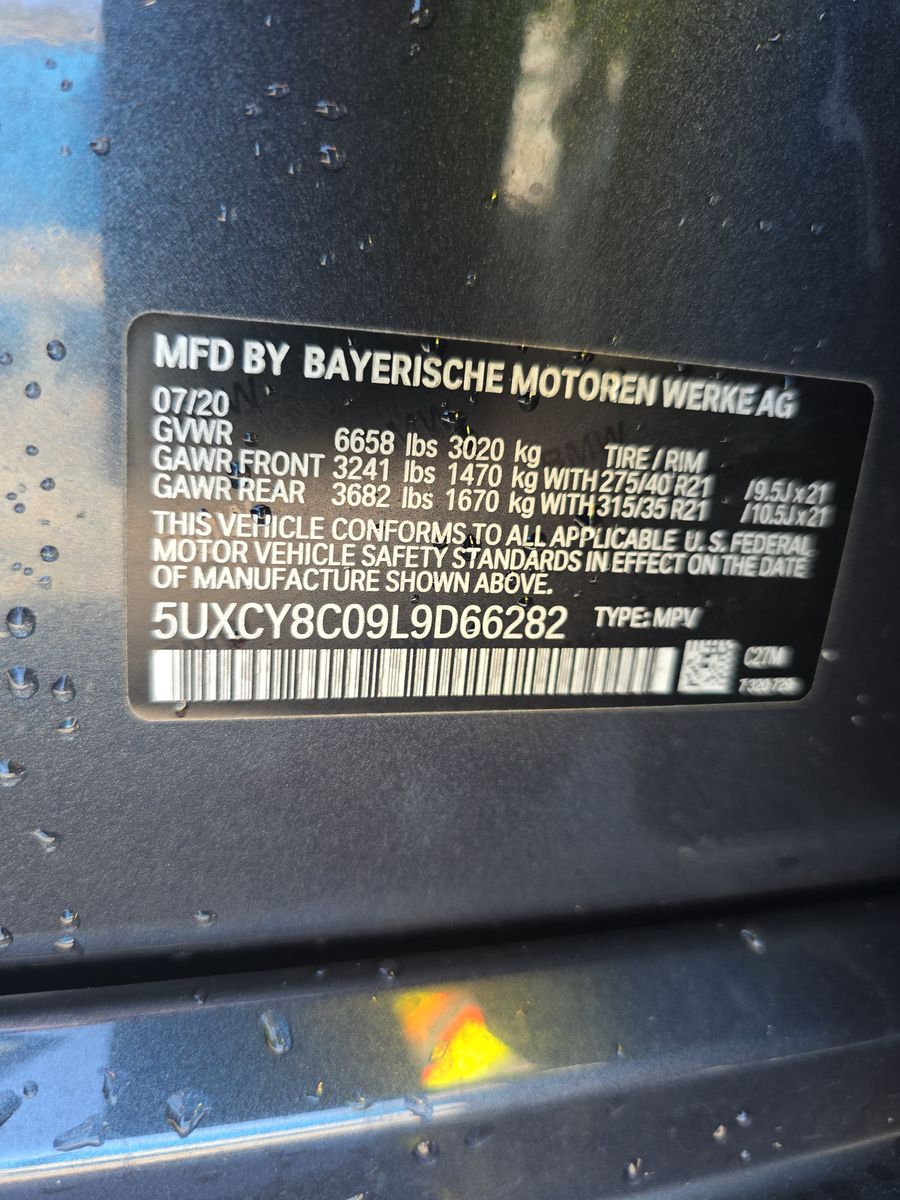 MFD BY BAYERISCHE MOTOREN WERKE AG
07/20
GVWR 6658 lbs 3020 kg TIRE / RIM
GAWR FRONT 3241 lbs 1470 kg WITH 275/40 R21 /9.5J x 21
GAWR REAR 3682 lbs 1670 kg WITH 315/35 R21 /10.5J x 21
THIS VEHICLE CONFORMS TO ALL APPLICABLE U.S. FEDERAL
MOTOR VEHICLE SAFETY STANDARDS IN EFFECT ON THE DATE
OF MANUFACTURE SHOWN ABOVE.
5UXCY8C09L9D66282 TYPE: MPV
C27M